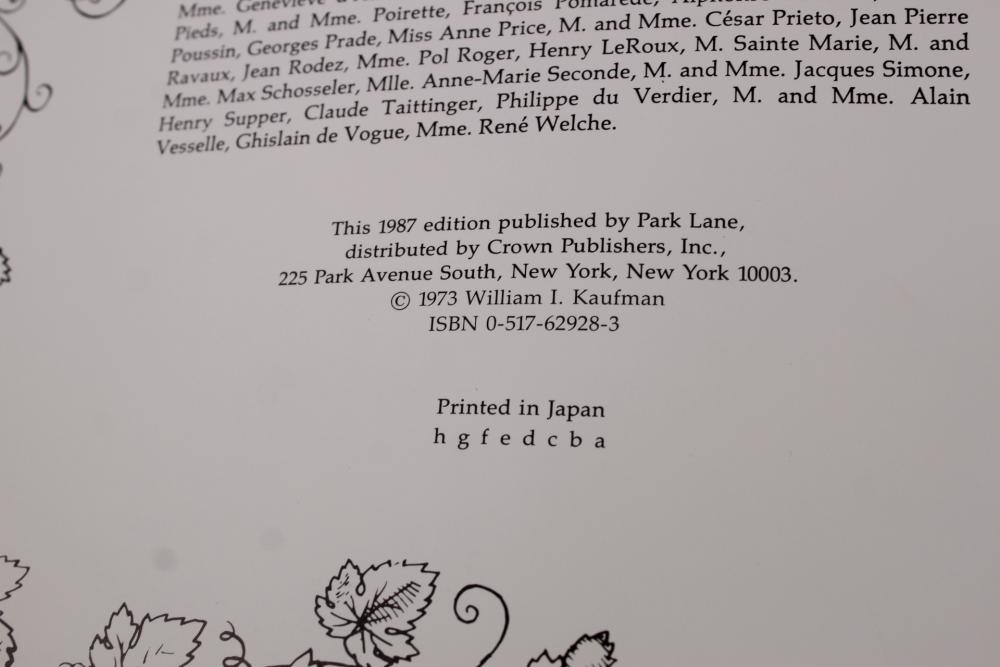 Mme. Geneviève
Pieds, M. and Mme. Poirette, François Pomarède,
Poussin, Georges Prade, Miss Anne Price, M. and Mme. César Prieto, Jean Pierre
Ravaux, Jean Rodez, Mme. Pol Roger, Henry LeRoux, M. Sainte Marie, M. and
Mme. Max Schosseler, Mlle. Anne-Marie Seconde, M. and Mme. Jacques Simone,
Henry Supper, Claude Taittinger, Philippe du Verdier, M. and Mme. Alain
Vesselle, Ghislain de Vogue, Mme. René Welche.
This 1987 edition published by Park Lane,
distributed by Crown Publishers, Inc.,
225 Park Avenue South, New York, New York 10003.
© 1973 William I. Kaufman
ISBN 0-517-62928-3
Printed in Japan
h g f e d c b a